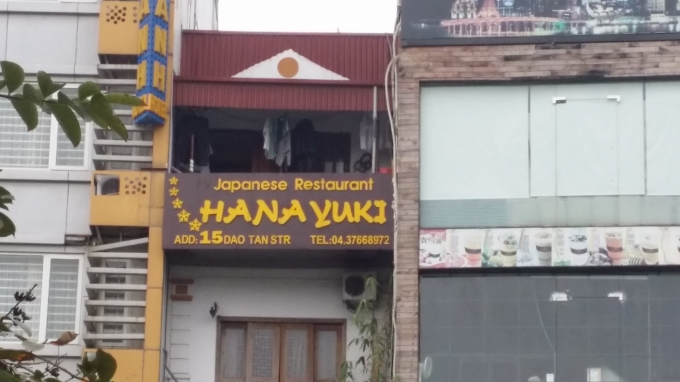 Japanese Restaurant
HANA YUKI
ADD: 15 DAO TAN STR TEL:04.37668972